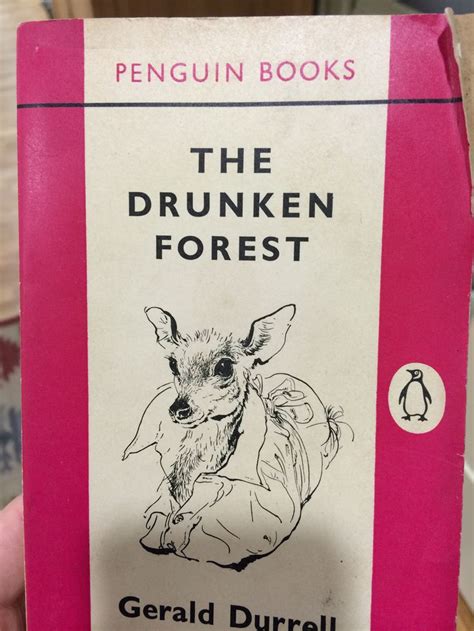 PENGUIN BOOKS
THE
DRUNKEN
FOREST
Gerald Durrell